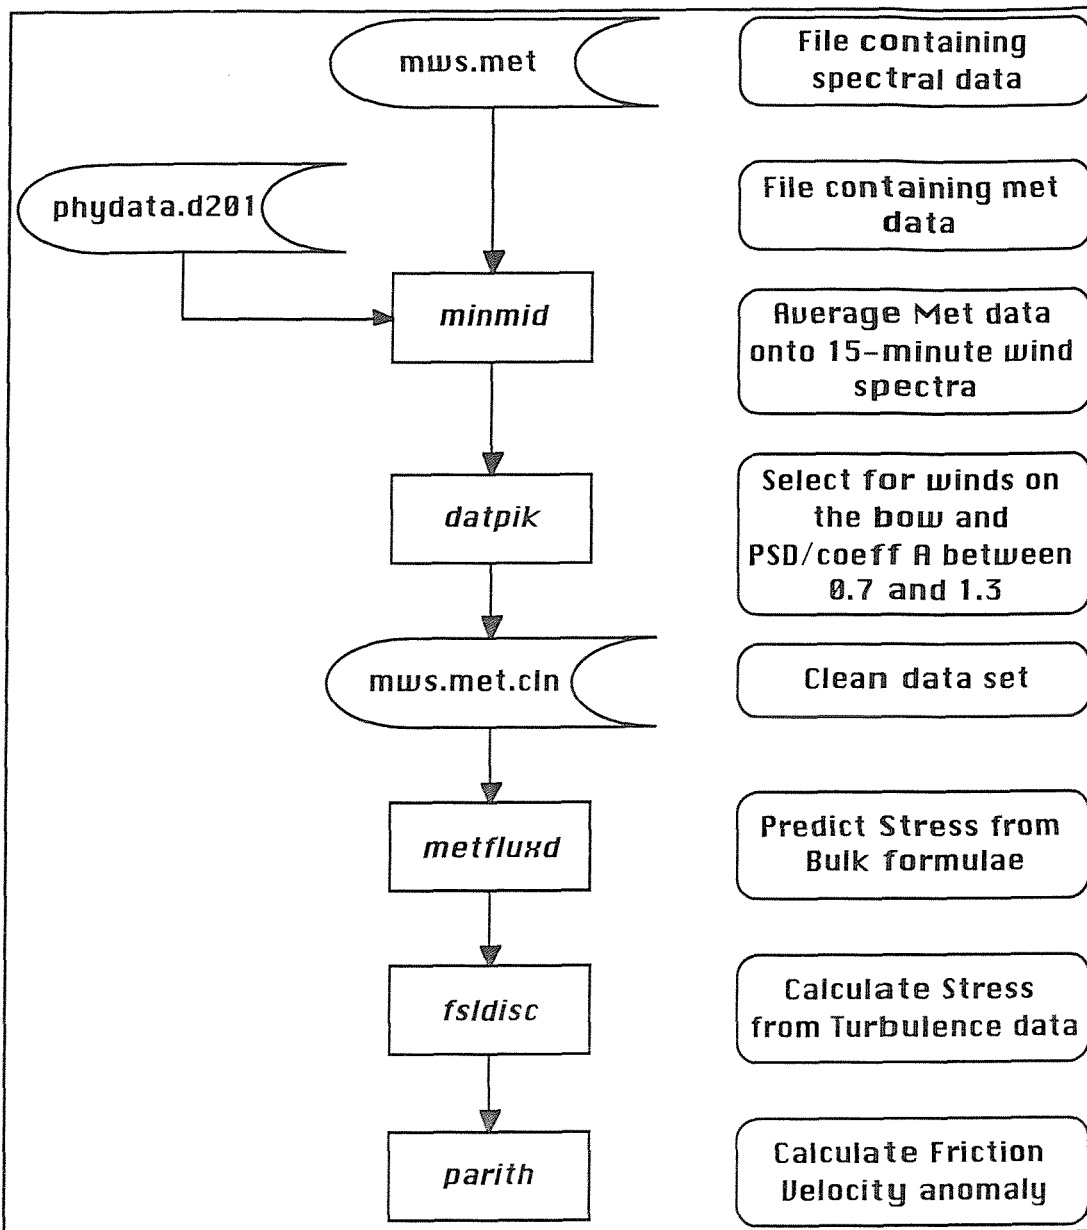 mws.met
File containing
spectral data
phydata.d201
File containing met
data
minmid
Average Met data
onto 15-minute wind
spectra
datpik
Select for winds on
the bow and
PSD/coeff A between
0.7 and 1.3
mws.met.cln
Clean data set
metfluxd
Predict Stress from
Bulk formulae
fsldisc
Calculate Stress
from Turbulence data
parith
Calculate Friction
Velocity anomaly